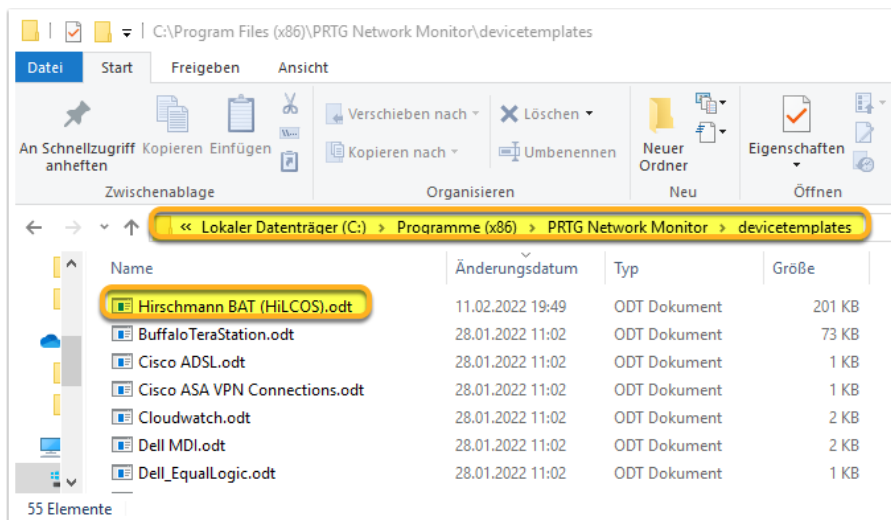 C:\Program Files (x86)\PRTG Network Monitor\devicetemplates
Datei Start Freigeben Ansicht
An Schnellzugriff anheften
Kopieren
Einfügen
Zwischenablage
Verschieben nach
Kopieren nach
Löschen
Umbenennen
Organisieren
Neuer Ordner
Neu
Eigenschaften
Öffnen
« Lokaler Datenträger (C:) > Programme (x86) > PRTG Network Monitor > devicetemplates
Name Änderungsdatum Typ Größe
Hirschmann BAT (HiLCOS).odt 11.02.2022 19:49 ODT Dokument 201 KB
BuffaloTeraStation.odt 28.01.2022 11:02 ODT Dokument 73 KB
Cisco ADSL.odt 28.01.2022 11:02 ODT Dokument 1 KB
Cisco ASA VPN Connections.odt 28.01.2022 11:02 ODT Dokument 1 KB
Cloudwatch.odt 28.01.2022 11:02 ODT Dokument 2 KB
Dell MDI.odt 28.01.2022 11:02 ODT Dokument 2 KB
Dell_EqualLogic.odt 28.01.2022 11:02 ODT Dokument 1 KB
55 Elemente